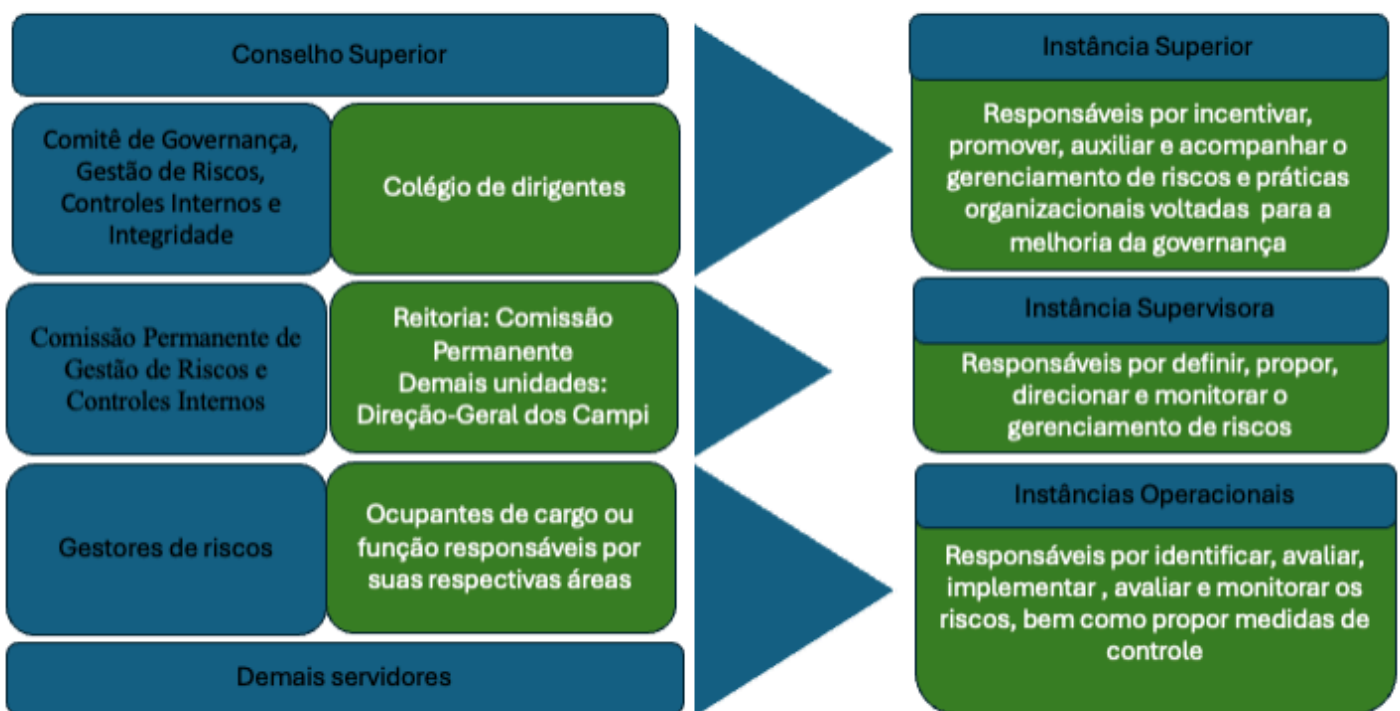 Conselho Superior
Comitê de Governança,
Gestão de Riscos,
Controles Internos e
Integridade
Colégio de dirigentes
Comissão Permanente de
Gestão de Riscos e
Controles Internos
Reitoria: Comissão
Permanente
Demais unidades:
Direção-Geral dos Campi
Gestores de riscos
Ocupantes de cargo ou
função responsáveis por
suas respectivas áreas
Demais servidores
Instância Superior
Responsáveis por incentivar,
promover, auxiliar e acompanhar o
gerenciamento de riscos e práticas
organizacionais voltadas para a
melhoria da governança
Instância Supervisora
Responsáveis por definir, propor,
direcionar e monitorar o
gerenciamento de riscos
Instâncias Operacionais
Responsáveis por identificar, avaliar,
implementar , avaliar e monitorar os
riscos, bem como propor medidas de
controle